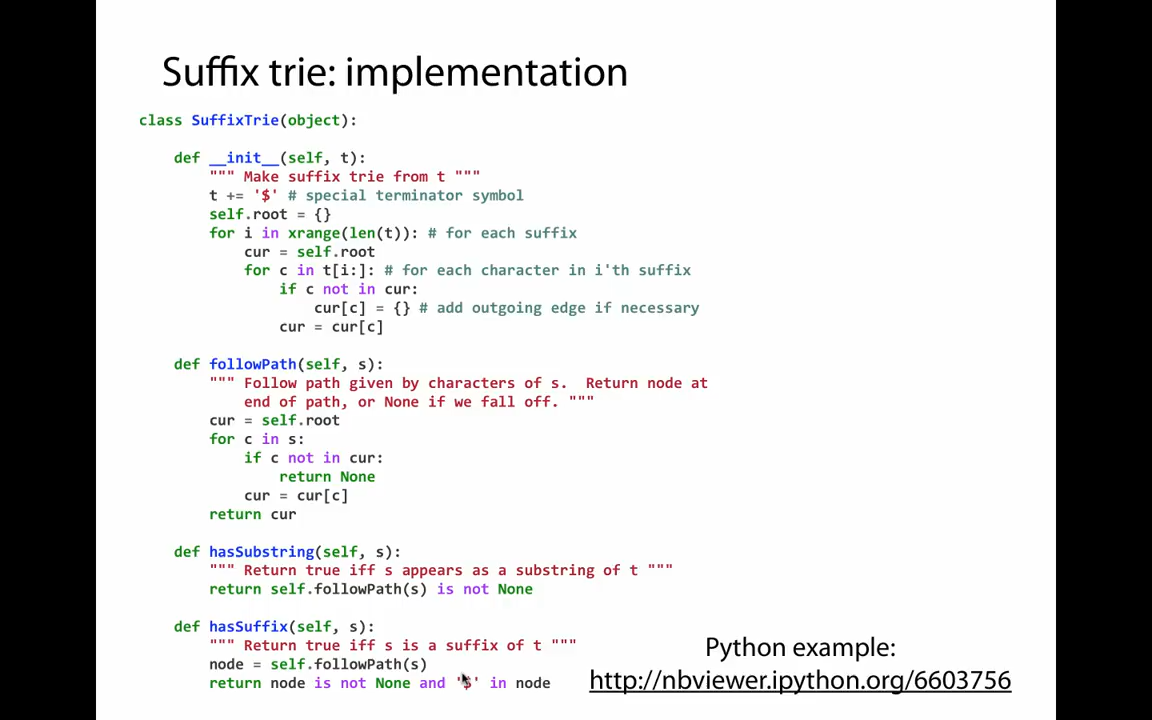 Suffix trie: implementation
class SuffixTrie(object):
    def __init__(self, t):
        """ Make suffix trie from t """
        t += '$' # special terminator symbol
        self.root = {}
        for i in xrange(len(t)): # for each suffix
            cur = self.root
            for c in t[i:]: # for each character in i'th suffix
                if c not in cur:
                    cur[c] = {} # add outgoing edge if necessary
                cur = cur[c]
    def followPath(self, s):
        """ Follow path given by characters of s.  Return node at
            end of path, or None if we fall off. """
        cur = self.root
        for c in s:
            if c not in cur:
                return None
            cur = cur[c]
        return cur
    def hasSubstring(self, s):
        """ Return true iff s appears as a substring of t """
        return self.followPath(s) is not None
    def hasSuffix(self, s):
        """ Return true iff s is a suffix of t """
        node = self.followPath(s)
        return node is not None and '$' in node
Python example:
http://nbviewer.ipython.org/6603756